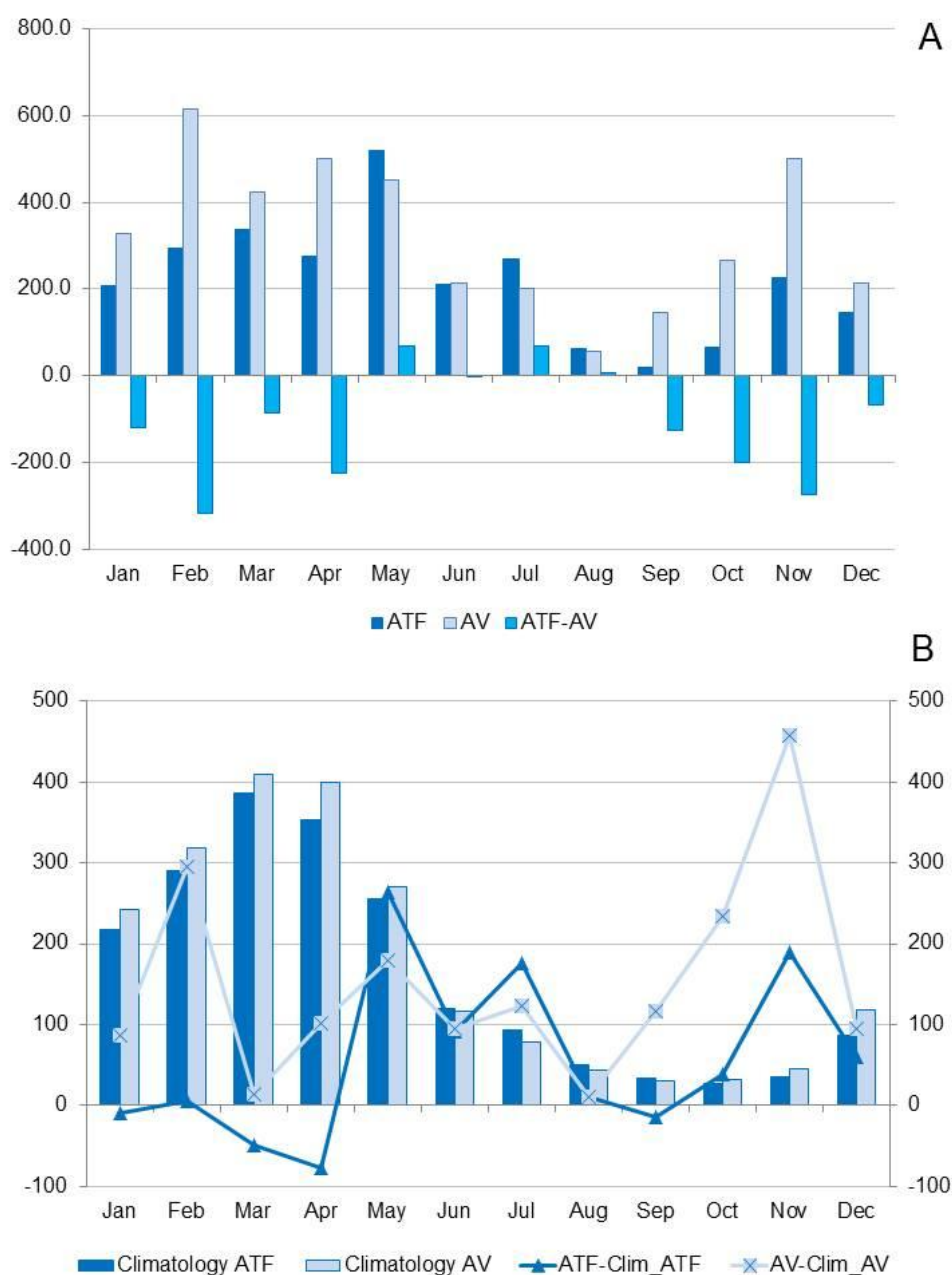 A
800.0
600.0
400.0
200.0
0.0
-200.0
-400.0
Jan Feb Mar Apr May Jun Jul Aug Sep Oct Nov Dec
ATF AV ATF-AV
B
500 500
400 400
300 300
200 200
100 100
0 0
-100 -100
Jan Feb Mar Apr May Jun Jul Aug Sep Oct Nov Dec
Climatology ATF Climatology AV ATF-Clim_ATF AV-Clim_AV